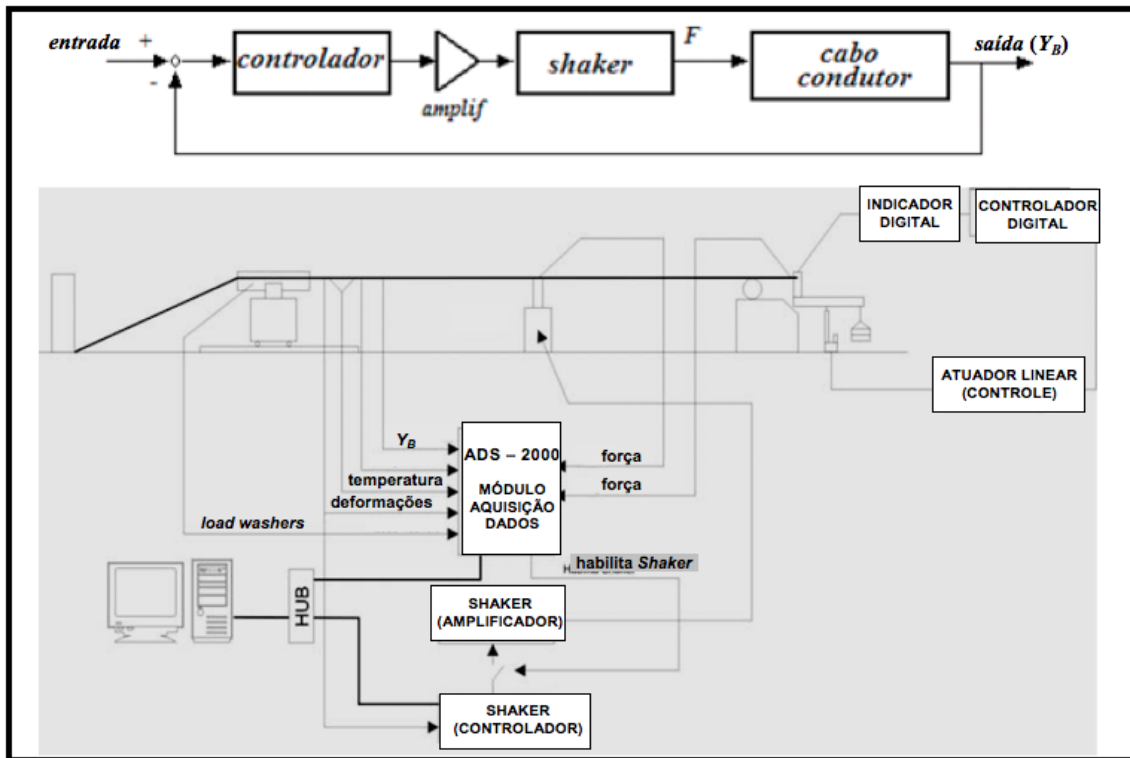 entrada
+
-
controlador
amplif
shaker
F
cabo
condutor
saída (Y_B)
INDICADOR
DIGITAL
CONTROLADOR
DIGITAL
ATUADOR LINEAR
(CONTROLE)
Y_B
temperatura
deformações
load washers
ADS – 2000
MÓDULO
AQUISIÇÃO
DADOS
força
força
habilita Shaker
HUB
SHAKER
(AMPLIFICADOR)
SHAKER
(CONTROLADOR)